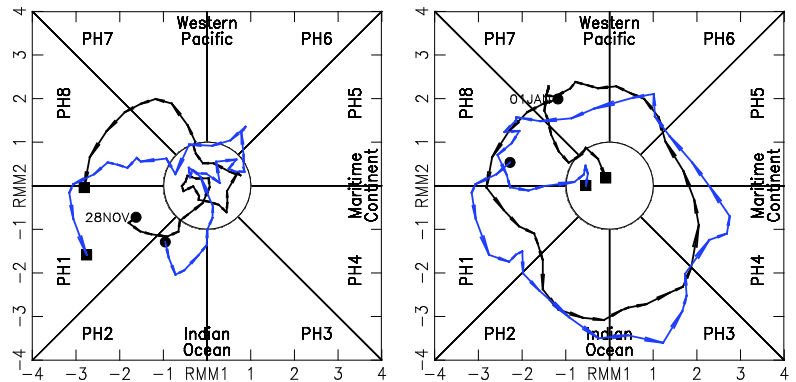 4
Western
Pacific
PH7
PH6
3
PH8
PH5
2
1
RMM2
0
Maritime
Continent
-1
28NOV
-2
PH1
PH4
-3
PH2
Indian
Ocean
PH3
-4
-4 -3 -2 -1 RMM1 1 2 3 4
4
Western
Pacific
PH7
PH6
3
PH8
PH5
2
01JAN
1
RMM2
0
Maritime
Continent
-1
-2
PH1
PH4
-3
PH2
Indian
Ocean
PH3
-4
-4 -3 -2 -1 RMM1 1 2 3 4